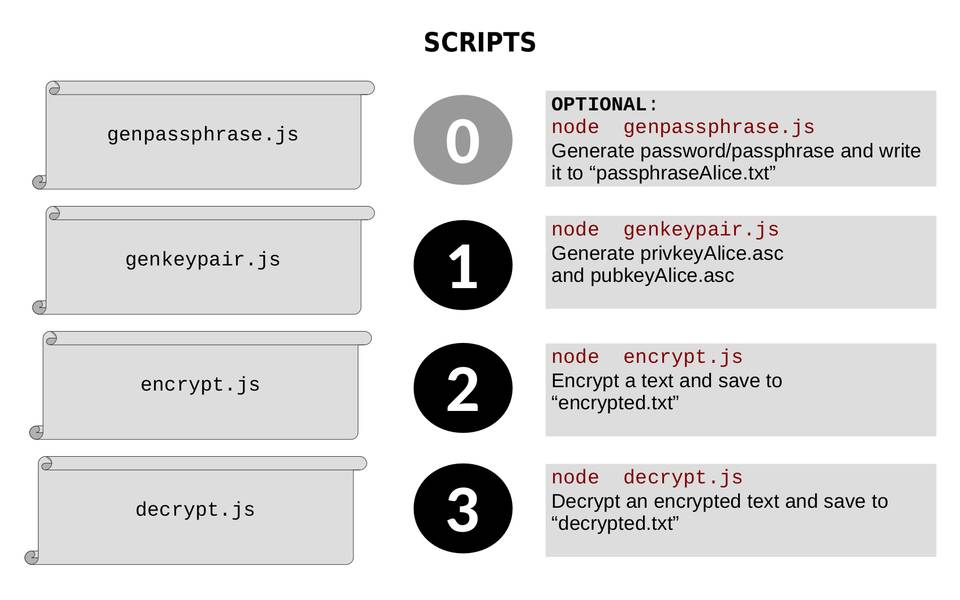 SCRIPTS
genpassphrase.js
0
OPTIONAL:
node genpassphrase.js
Generate password/passphrase and write
it to “passphraseAlice.txt”
genkeypair.js
1
node genkeypair.js
Generate privkeyAlice.asc
and pubkeyAlice.asc
encrypt.js
2
node encrypt.js
Encrypt a text and save to
“encrypted.txt”
decrypt.js
3
node decrypt.js
Decrypt an encrypted text and save to
“decrypted.txt”